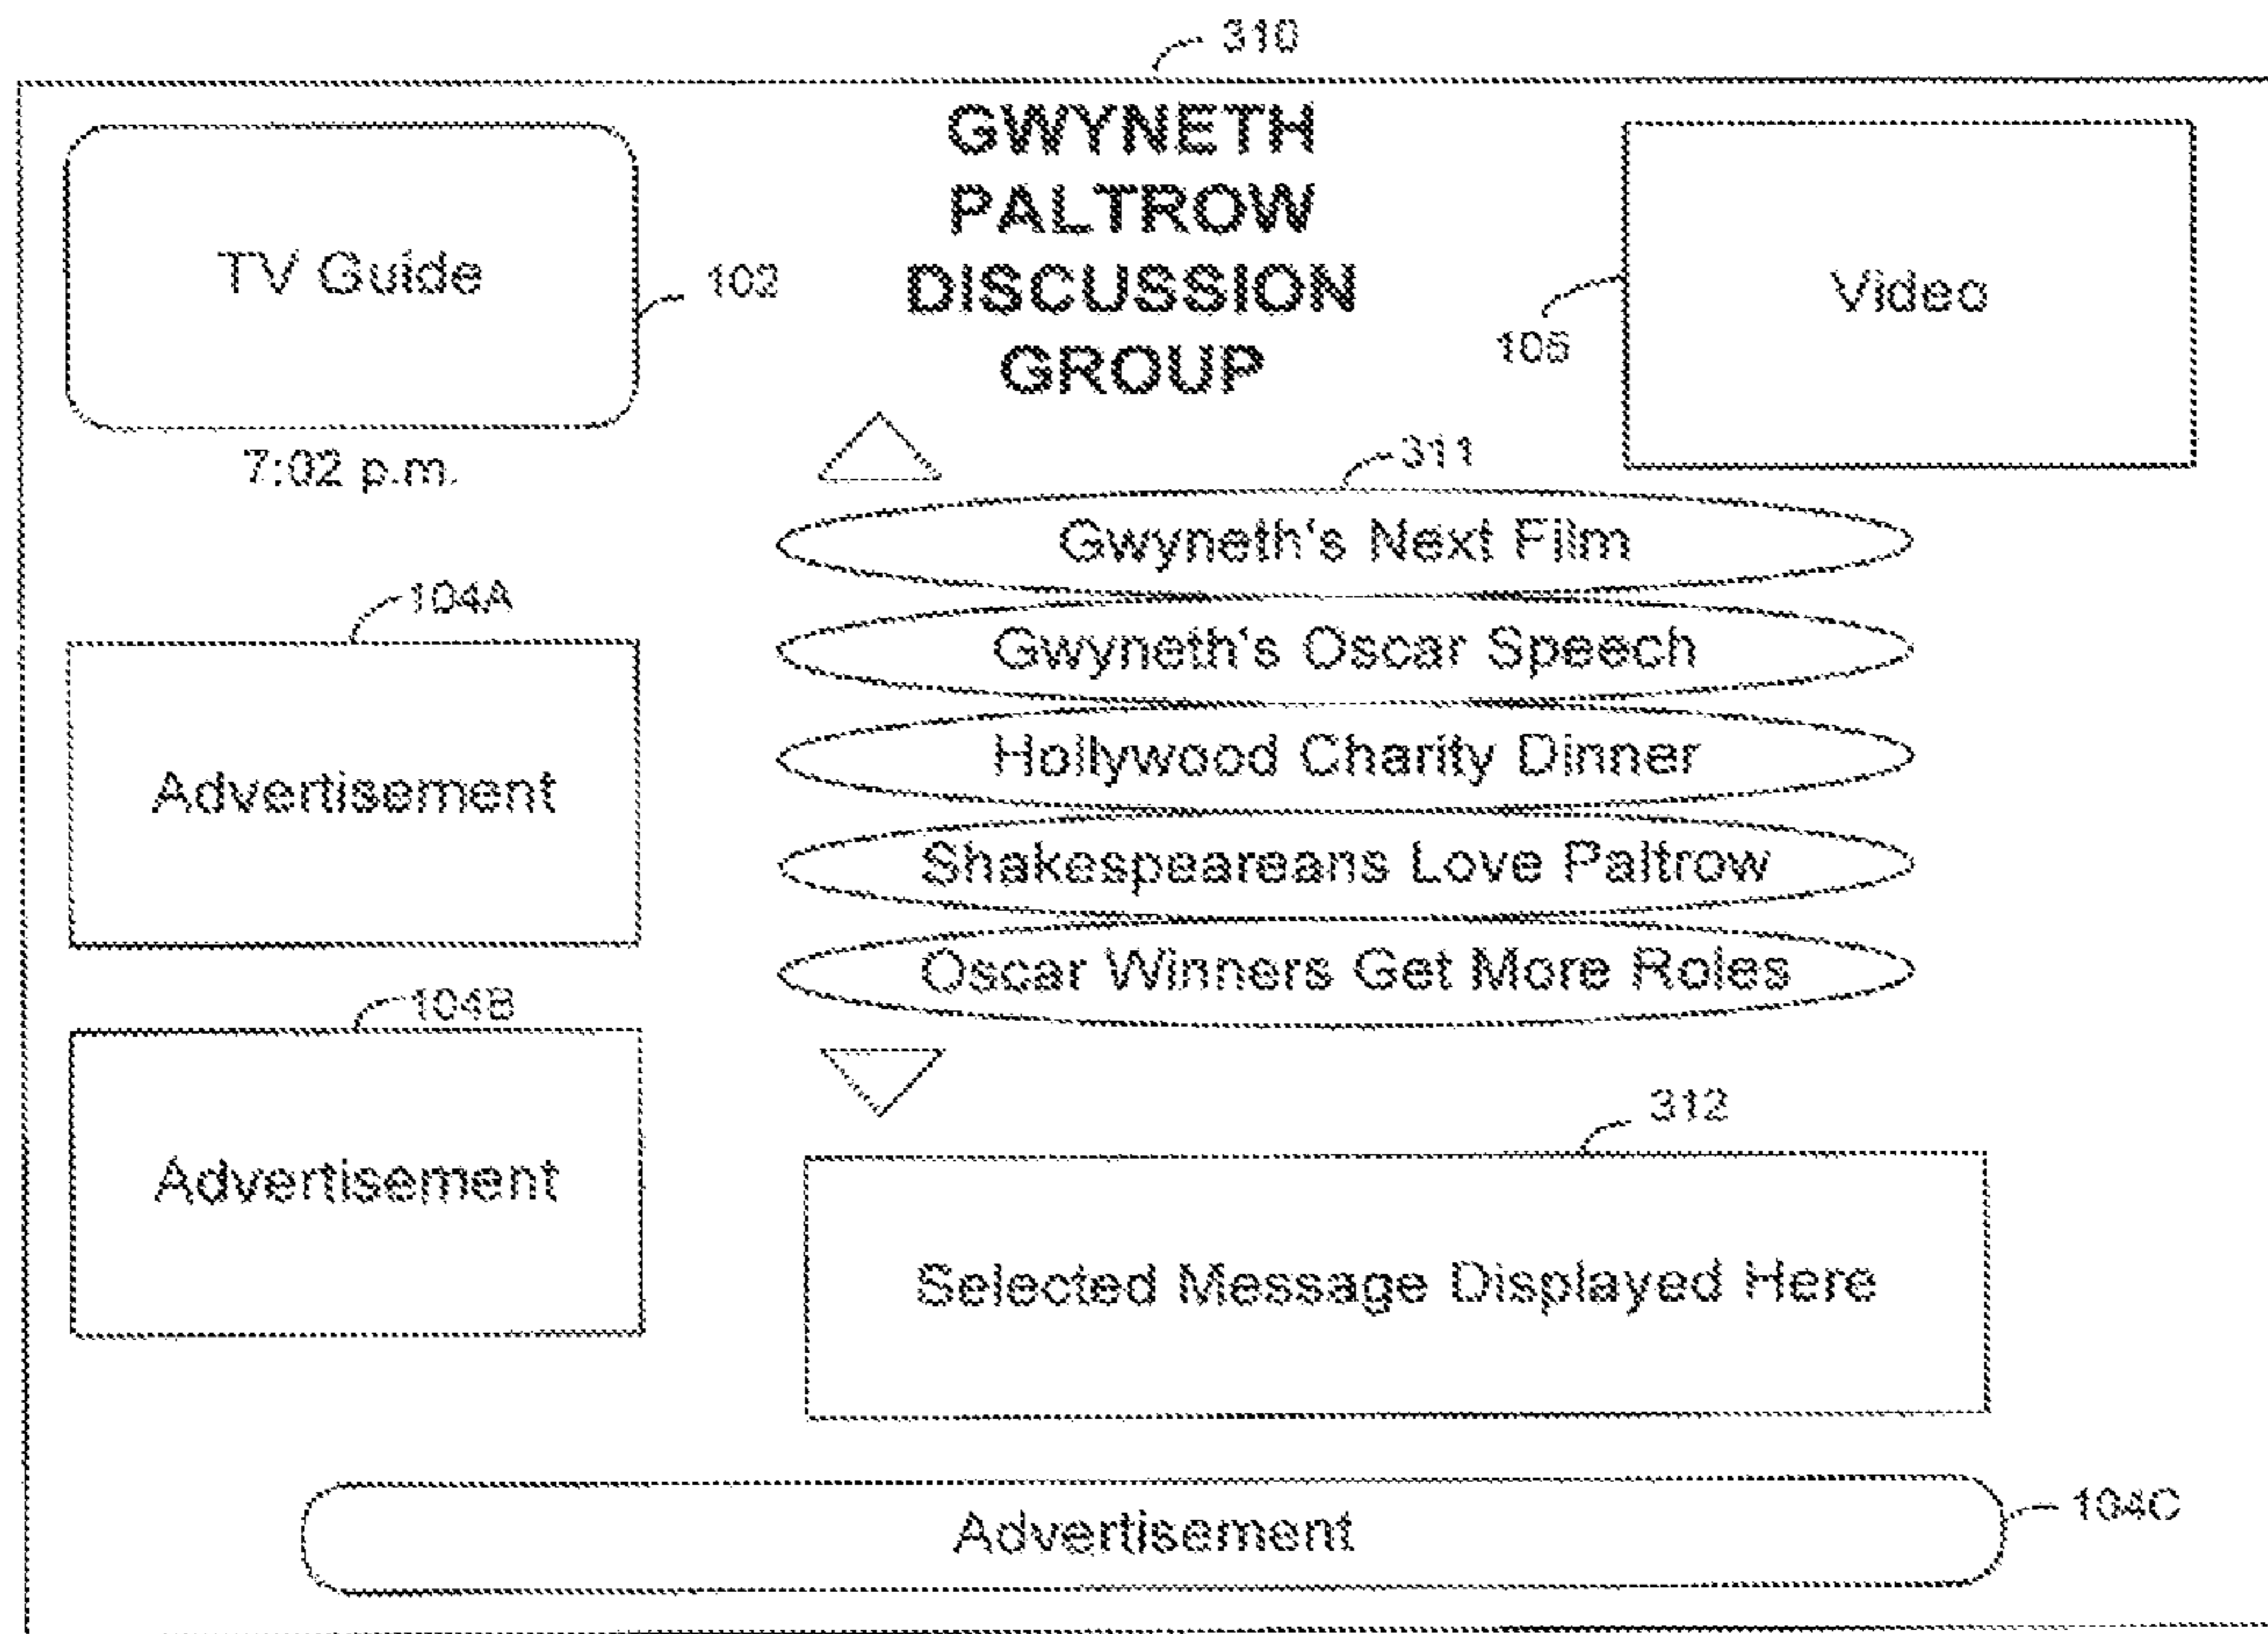 310
GWYNETH
PALTROW
DISCUSSION
GROUP
TV Guide
102
7:02 p.m.
Video
105
311
Gwyneth's Next Film
Gwyneth's Oscar Speech
Hollywood Charity Dinner
Shakespeareans Love Paltrow
Oscar Winners Get More Roles
104A
Advertisement
104B
Advertisement
312
Selected Message Displayed Here
Advertisement
104C